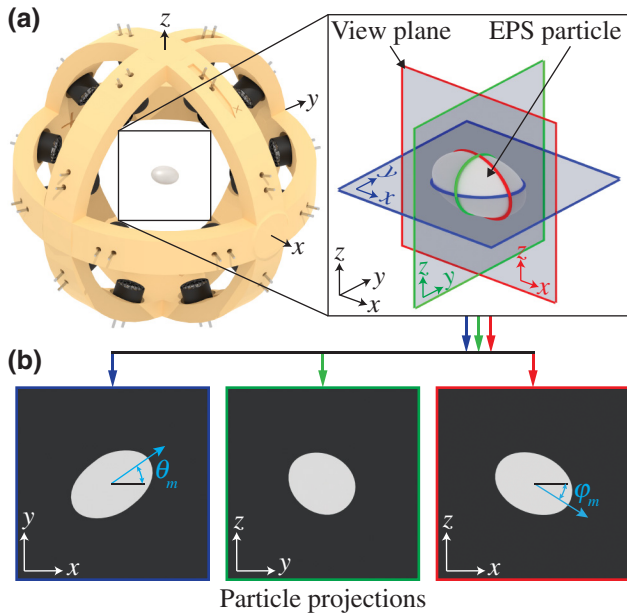 (a)
z
y
x
View plane
EPS particle
y
x
z
y
x
z
y
z
x
(b)
θm
y
x
z
y
φm
z
x
Particle projections